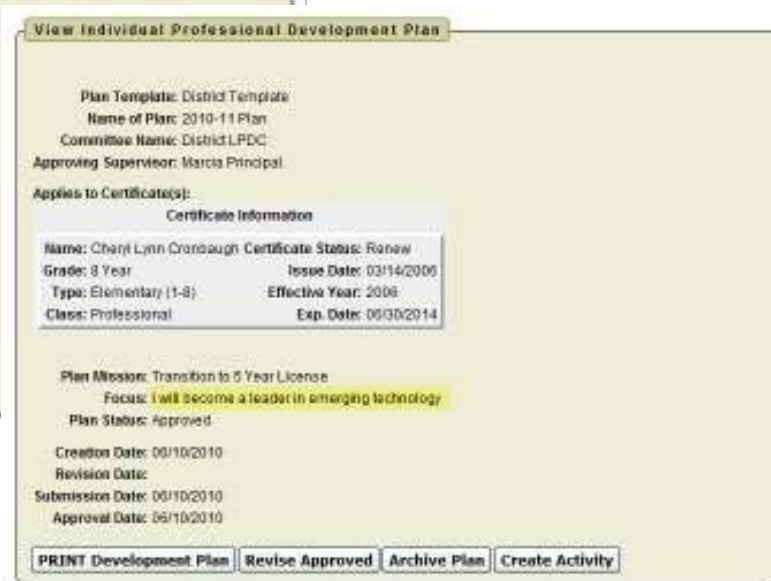 View Individual Professional Development Plan
Plan Template: District Template
Name of Plan: 2010-11 Plan
Committee Name: District LPDC
Approving Supervisor: Marcia Principal
Applies to Certificate(s):
Certificate Information
Name: Cheryl Lynn Cronbaugh Certificate Status: Renew
Grade: 8 Year Issue Date: 03/14/2006
Type: Elementary (1-8) Effective Year: 2006
Class: Professional Exp. Date: 06/30/2014
Plan Mission: Transition to 5 Year License
Focus: I will become a leader in emerging technology
Plan Status: Approved
Creation Date: 06/10/2010
Revision Date:
Submission Date: 06/10/2010
Approval Date: 06/10/2010
PRINT Development Plan Revise Approved Archive Plan Create Activity